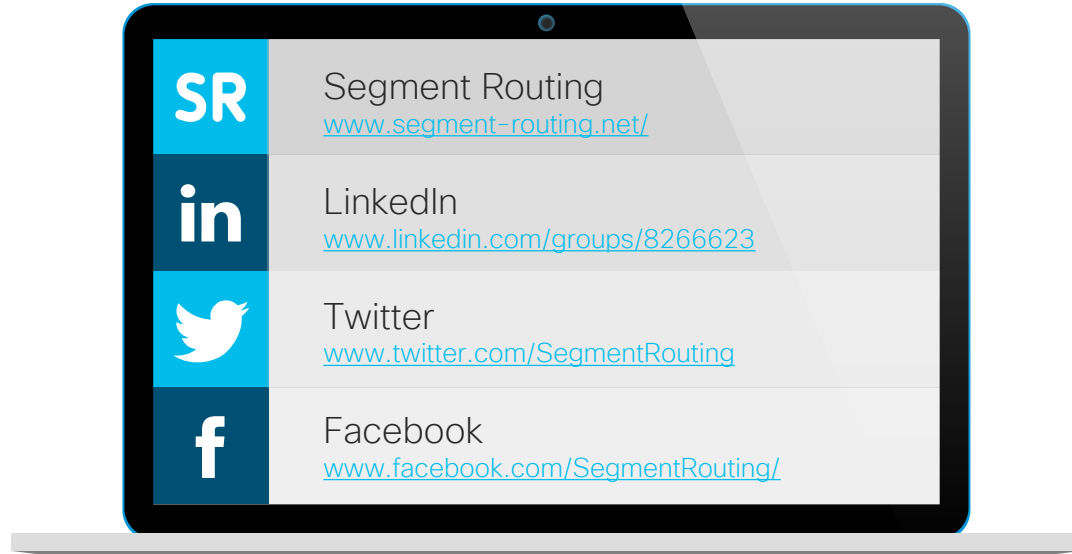 SR
Segment Routing
www.segment-routing.net/
in
LinkedIn
www.linkedin.com/groups/8266623
Twitter
www.twitter.com/SegmentRouting
f
Facebook
www.facebook.com/SegmentRouting/